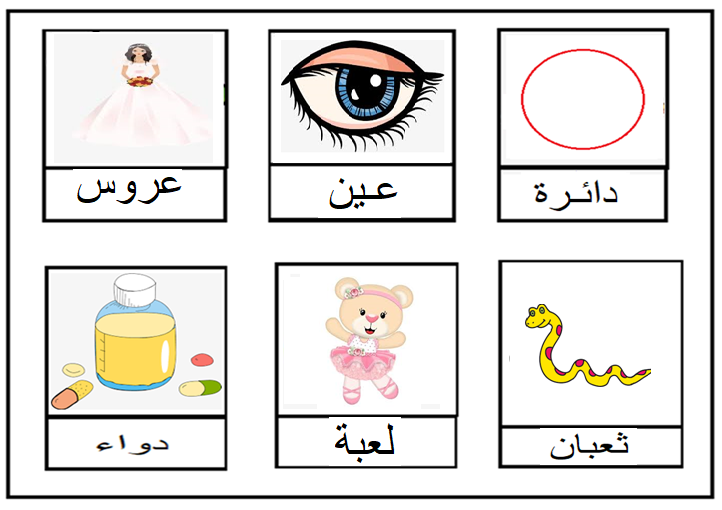 دائرة
عين
عروس
ثعبان
لعبة
دواء